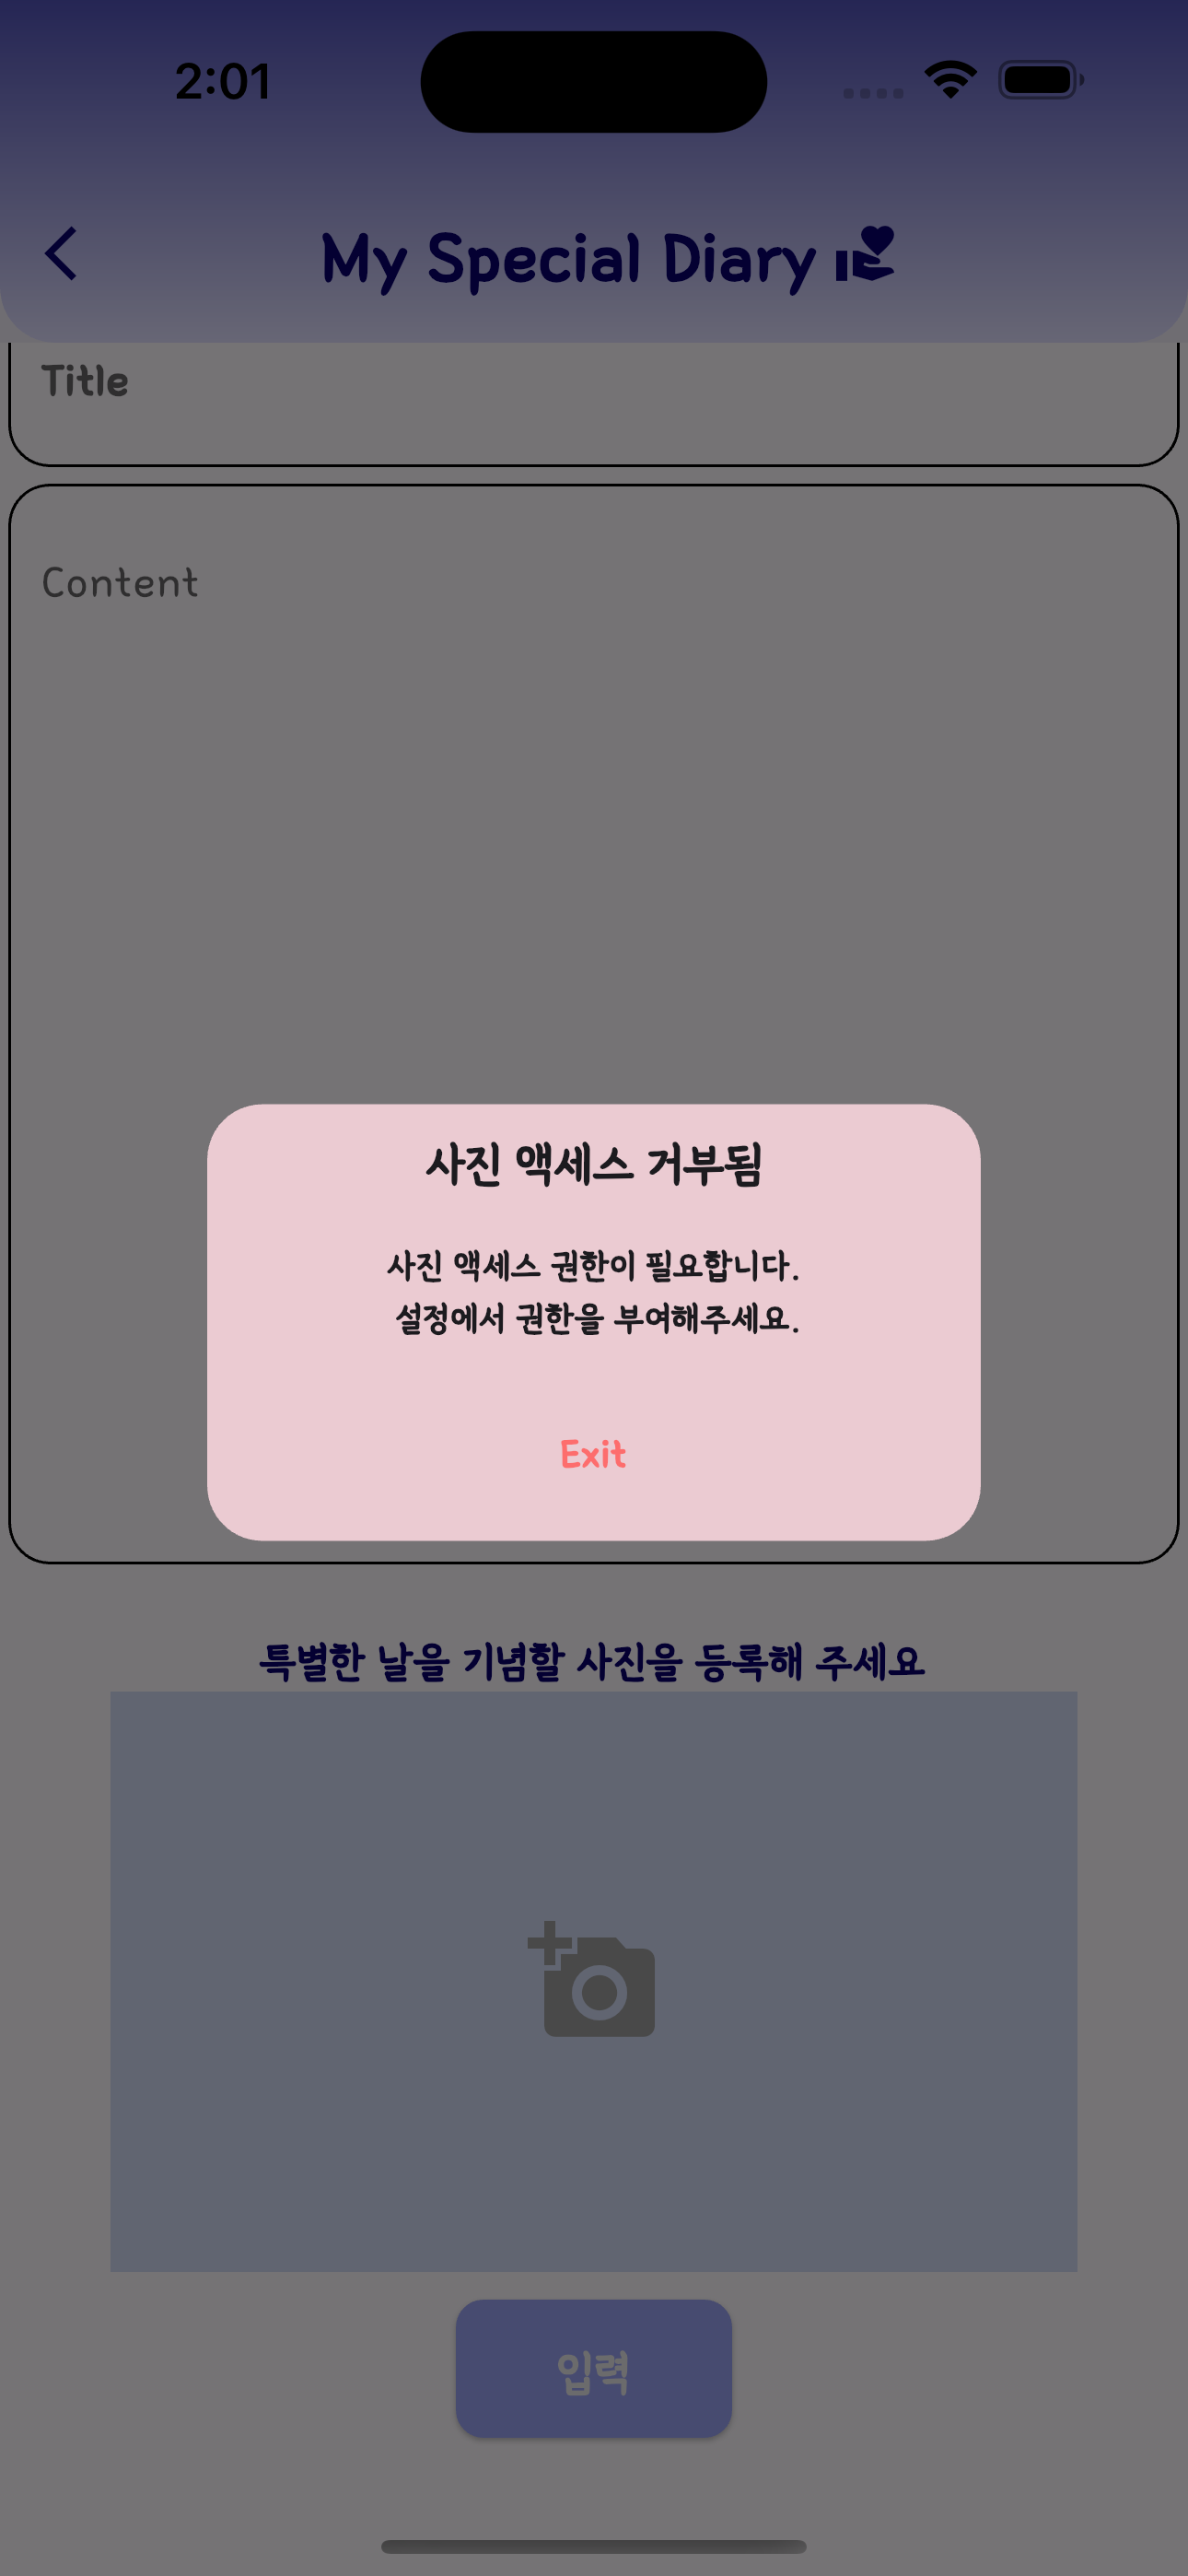 2:01
My Special Diary
Title
Content
사진 액세스 거부됨
사진 액세스 권한이 필요합니다.
설정에서 권한을 부여해주세요.
Exit
특별한 날을 기념할 사진을 등록해 주세요
입력